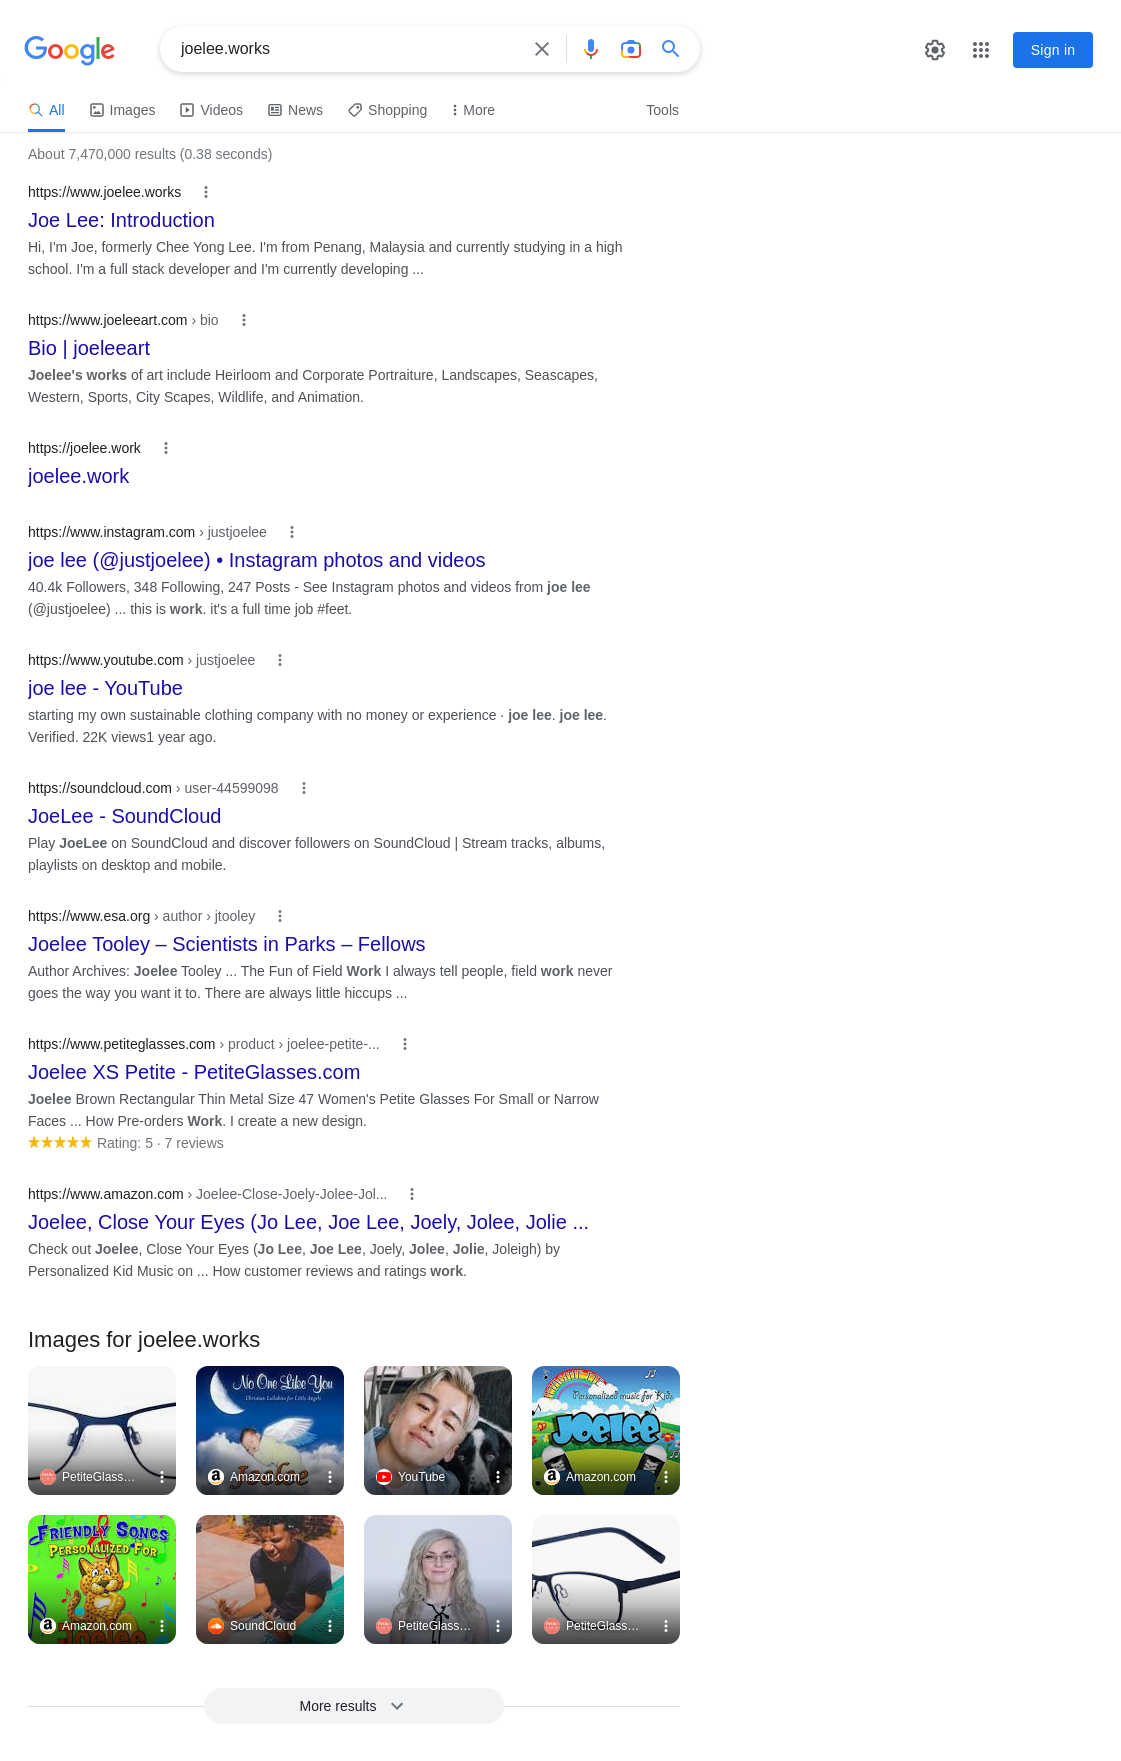 Google
joelee.works
Sign in
All
Images
Videos
News
Shopping
More
Tools
About 7,470,000 results (0.38 seconds)
https://www.joelee.works
Joe Lee: Introduction
Hi, I'm Joe, formerly Chee Yong Lee. I'm from Penang, Malaysia and currently studying in a high
school. I'm a full stack developer and I'm currently developing ...
https://www.joeleeart.com › bio
Bio | joeleeart
Joelee's works of art include Heirloom and Corporate Portraiture, Landscapes, Seascapes,
Western, Sports, City Scapes, Wildlife, and Animation.
https://joelee.work
joelee.work
https://www.instagram.com › justjoelee
joe lee (@justjoelee) • Instagram photos and videos
40.4k Followers, 348 Following, 247 Posts - See Instagram photos and videos from joe lee
(@justjoelee) ... this is work. it's a full time job #feet.
https://www.youtube.com › justjoelee
joe lee - YouTube
starting my own sustainable clothing company with no money or experience · joe lee. joe lee.
Verified. 22K views1 year ago.
https://soundcloud.com › user-44599098
JoeLee - SoundCloud
Play JoeLee on SoundCloud and discover followers on SoundCloud | Stream tracks, albums,
playlists on desktop and mobile.
https://www.esa.org › author › jtooley
Joelee Tooley – Scientists in Parks – Fellows
Author Archives: Joelee Tooley ... The Fun of Field Work I always tell people, field work never
goes the way you want it to. There are always little hiccups ...
https://www.petiteglasses.com › product › joelee-petite-...
Joelee XS Petite - PetiteGlasses.com
Joelee Brown Rectangular Thin Metal Size 47 Women's Petite Glasses For Small or Narrow
Faces ... How Pre-orders Work. I create a new design.
Rating: 5 · 7 reviews
https://www.amazon.com › Joelee-Close-Joely-Jolee-Jol...
Joelee, Close Your Eyes (Jo Lee, Joe Lee, Joely, Jolee, Jolie ...
Check out Joelee, Close Your Eyes (Jo Lee, Joe Lee, Joely, Jolee, Jolie, Joleigh) by
Personalized Kid Music on ... How customer reviews and ratings work.
Images for joelee.works
PetiteGlass...
No One Like You
Christian Lullabies for Little Angels
Joelee
Amazon.com
YouTube
Personalized music for Kids
JOELEE
Amazon.com
FRIENDLY SONGS
PERSONALIZED FOR
Joelee
Amazon.com
SoundCloud
PetiteGlass...
PetiteGlass...
More results